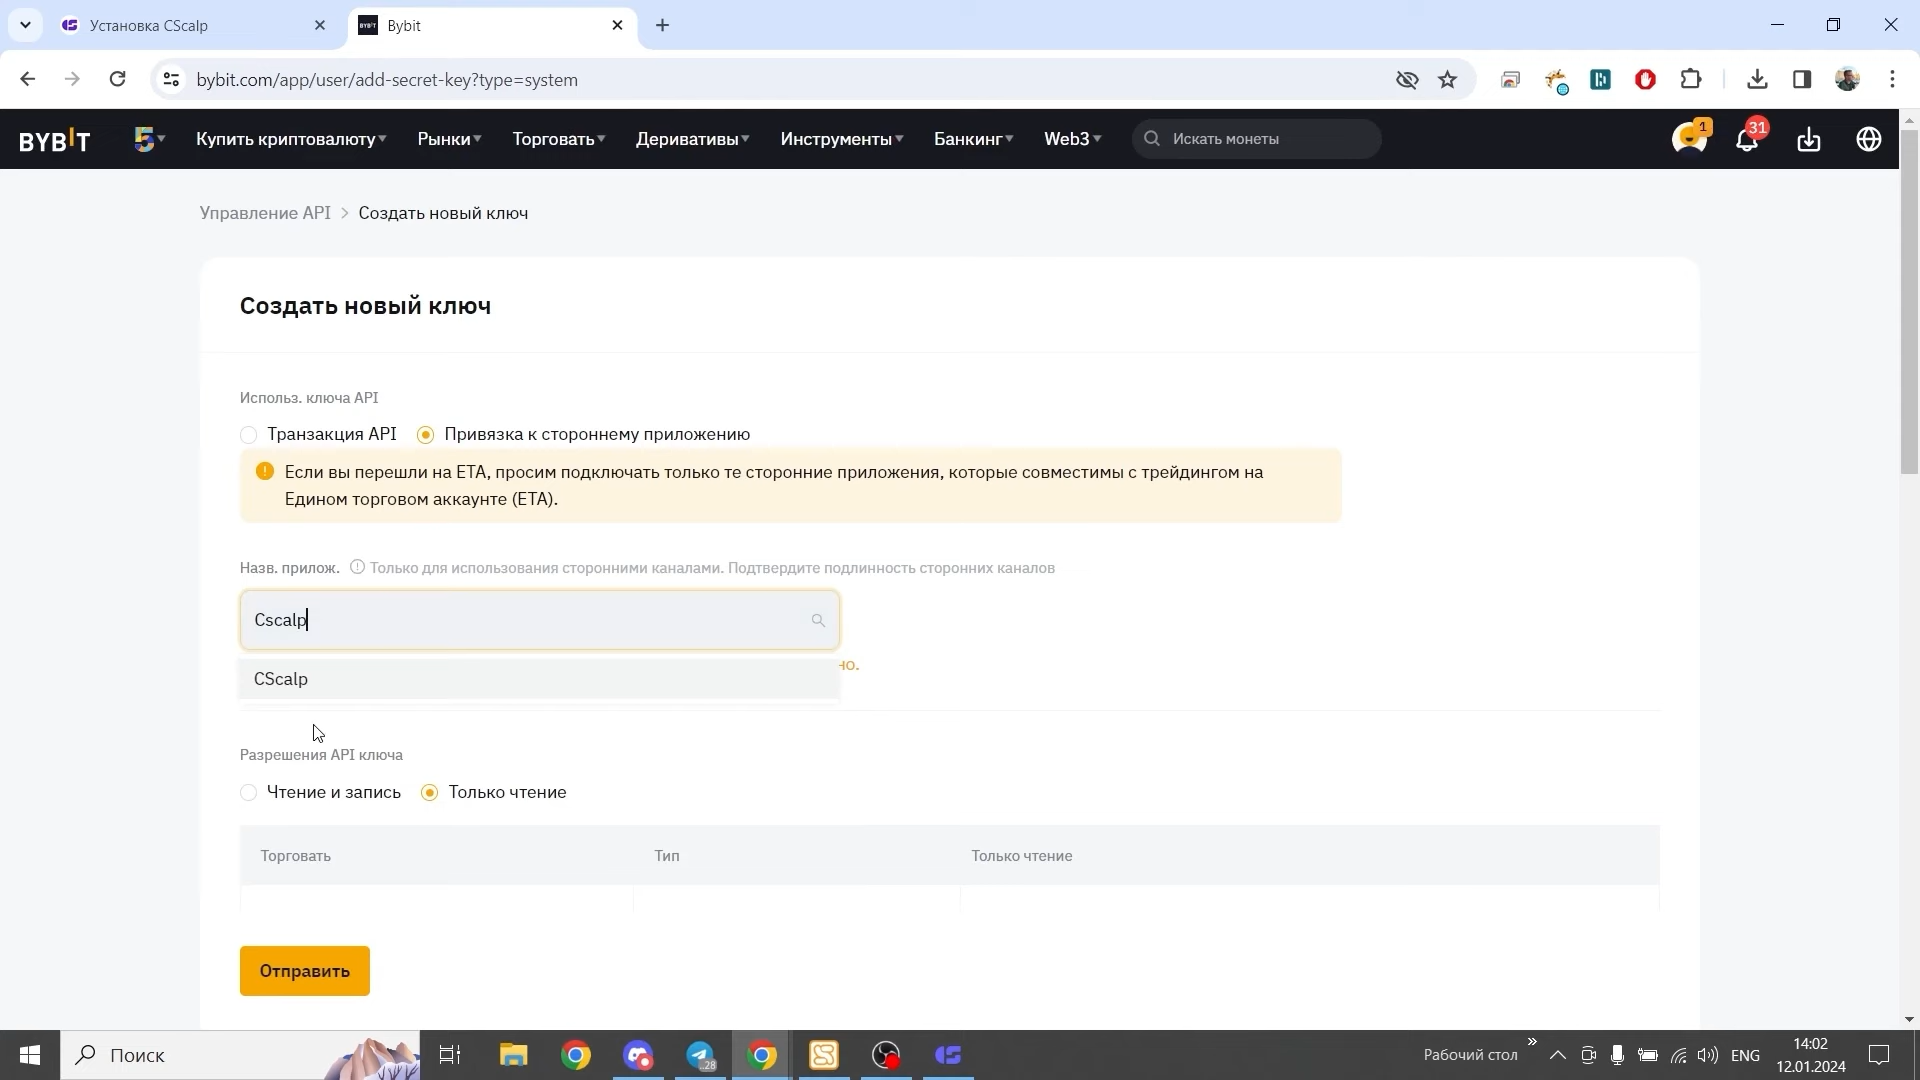 Установка CScalp
Bybit
bybit.com/app/user/add-secret-key?type=system
BYBIT
Купить криптовалюту
Рынки
Торговать
Деривативы
Инструменты
Банкинг
Web3
Искать монеты
1
31
Управление API > Создать новый ключ
Создать новый ключ
Использ. ключа API
Транзакция API
Привязка к стороннему приложению
Если вы перешли на ЕТА, просим подключать только те сторонние приложения, которые совместимы с трейдингом на
Едином торговом аккаунте (ЕТА).
Назв. прилож.
Только для использования сторонними каналами. Подтвердите подлинность сторонних каналов
Cscalp
но.
CScalp
Разрешения API ключа
Чтение и запись
Только чтение
Торговать
Тип
Только чтение
Отправить
Поиск
28
Рабочий стол
ENG
14:02
12.01.2024